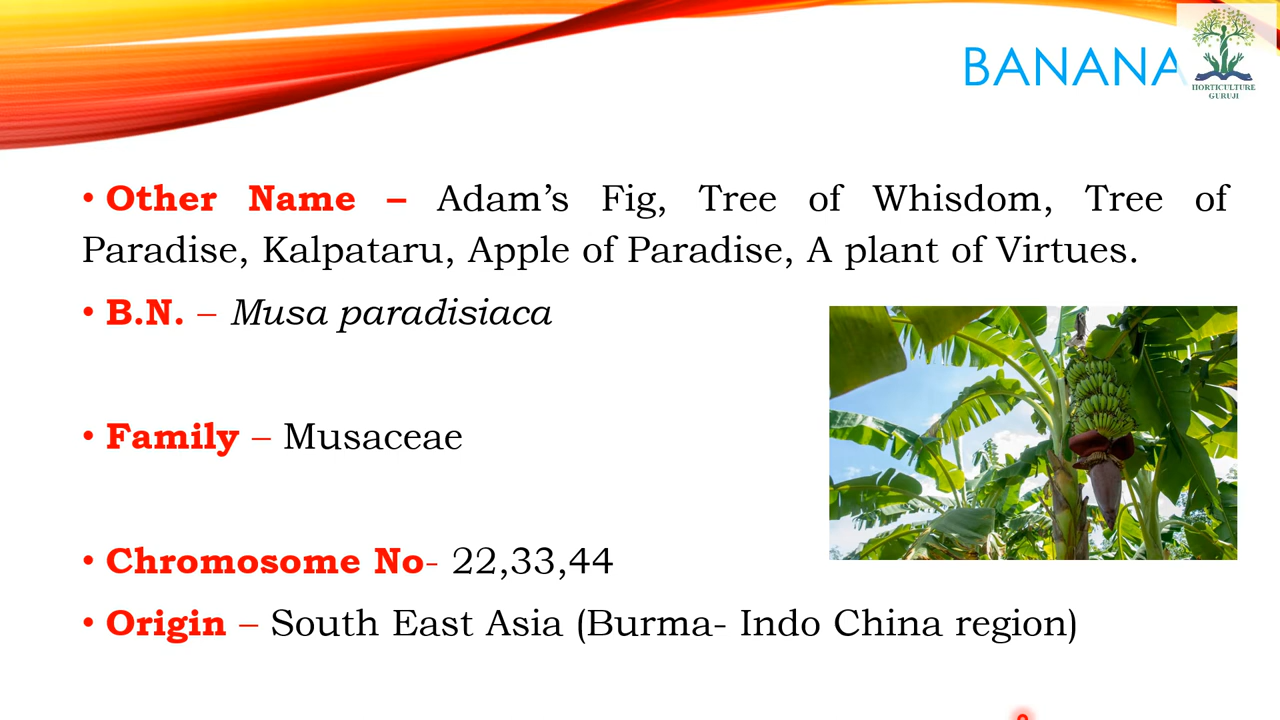 BANANA
HORTICULTURE
GURUJI
• Other Name – Adam’s Fig, Tree of Whisdom, Tree of
Paradise, Kalpataru, Apple of Paradise, A plant of Virtues.
• B.N. – Musa paradisiaca
• Family – Musaceae
• Chromosome No- 22,33,44
• Origin – South East Asia (Burma- Indo China region)